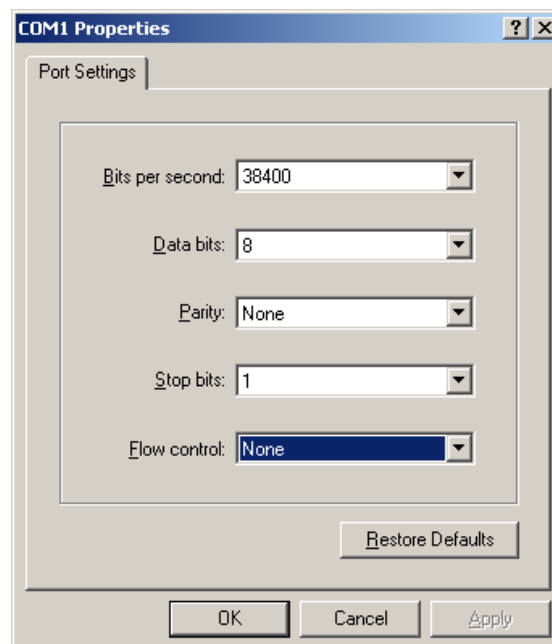 COM1 Properties
Port Settings
Bits per second: 38400
Data bits: 8
Parity: None
Stop bits: 1
Flow control: None
Restore Defaults
OK Cancel Apply